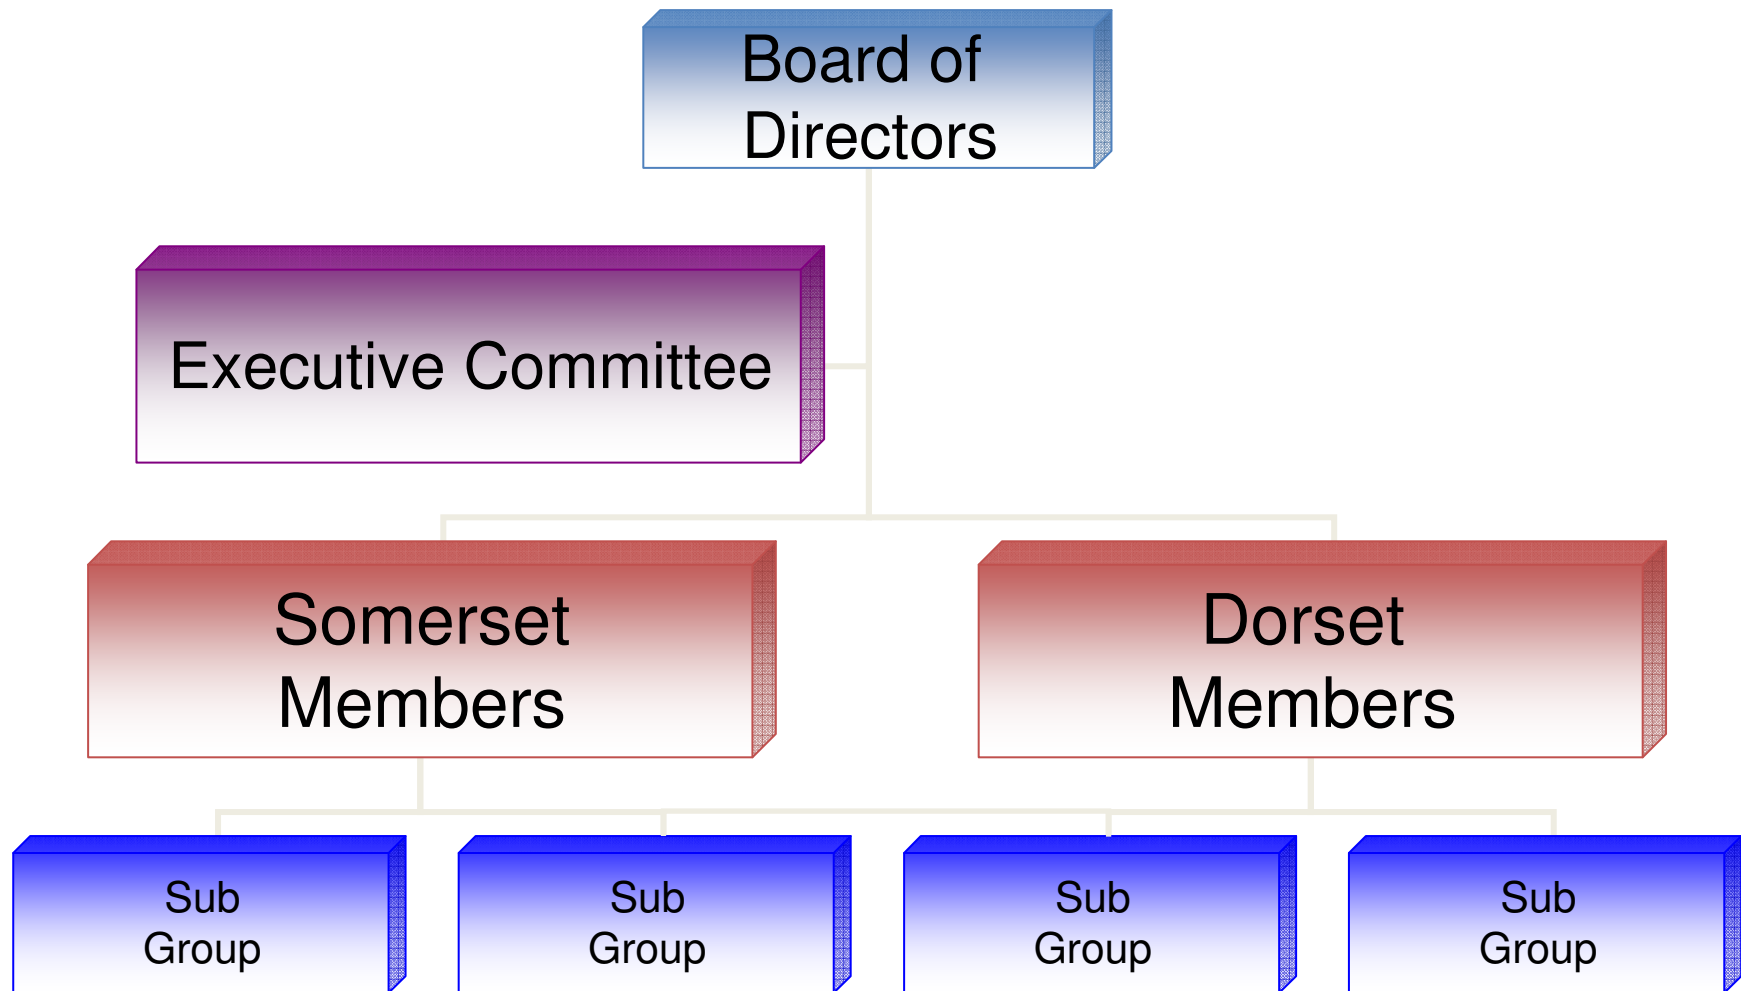 Board of
Directors
Executive Committee
Somerset
Members
Dorset
Members
Sub
Group
Sub
Group
Sub
Group
Sub
Group